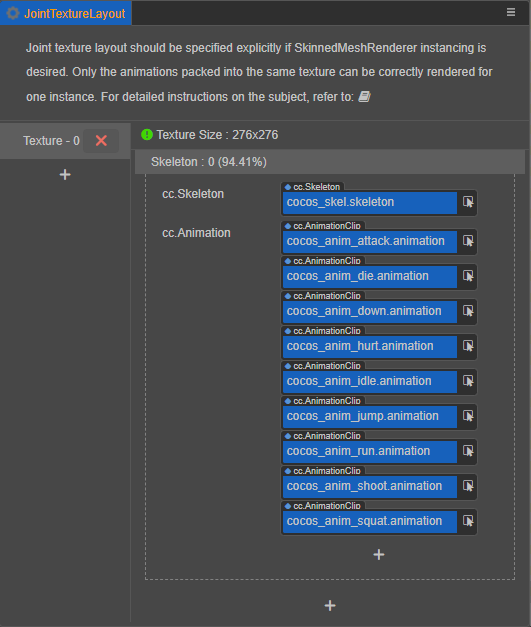 JointTextureLayout
Joint texture layout should be specified explicitly if SkinnedMeshRenderer instancing is
desired. Only the animations packed into the same texture can be correctly rendered for
one instance. For detailed instructions on the subject, refer to:
Texture - 0
Texture Size : 276x276
Skeleton : 0 (94.41%)
cc.Skeleton
cc.Skeleton
cocos_skel.skeleton
cc.Animation
cc.AnimationClip
cocos_anim_attack.animation
cc.AnimationClip
cocos_anim_die.animation
cc.AnimationClip
cocos_anim_down.animation
cc.AnimationClip
cocos_anim_hurt.animation
cc.AnimationClip
cocos_anim_idle.animation
cc.AnimationClip
cocos_anim_jump.animation
cc.AnimationClip
cocos_anim_run.animation
cc.AnimationClip
cocos_anim_shoot.animation
cc.AnimationClip
cocos_anim_squat.animation